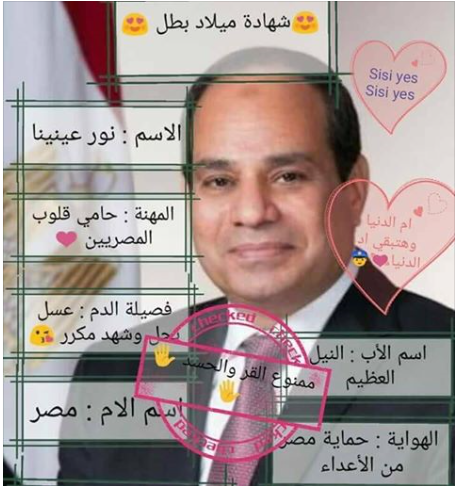 شهادة ميلاد بطل
Sisi yes
Sisi yes
الاسم : نور عينينا
المهنة : حامي قلوب
المصريين
ام الدنيا
وهتبقي اد
الدنيا
فصيلة الدم : عسل
نحل وشهد مكرر
checked
ممنوع القر والحسد
اسم الأب : النيل
العظيم
اسم الام : مصر
الهواية : حماية مصر
من الأعداء